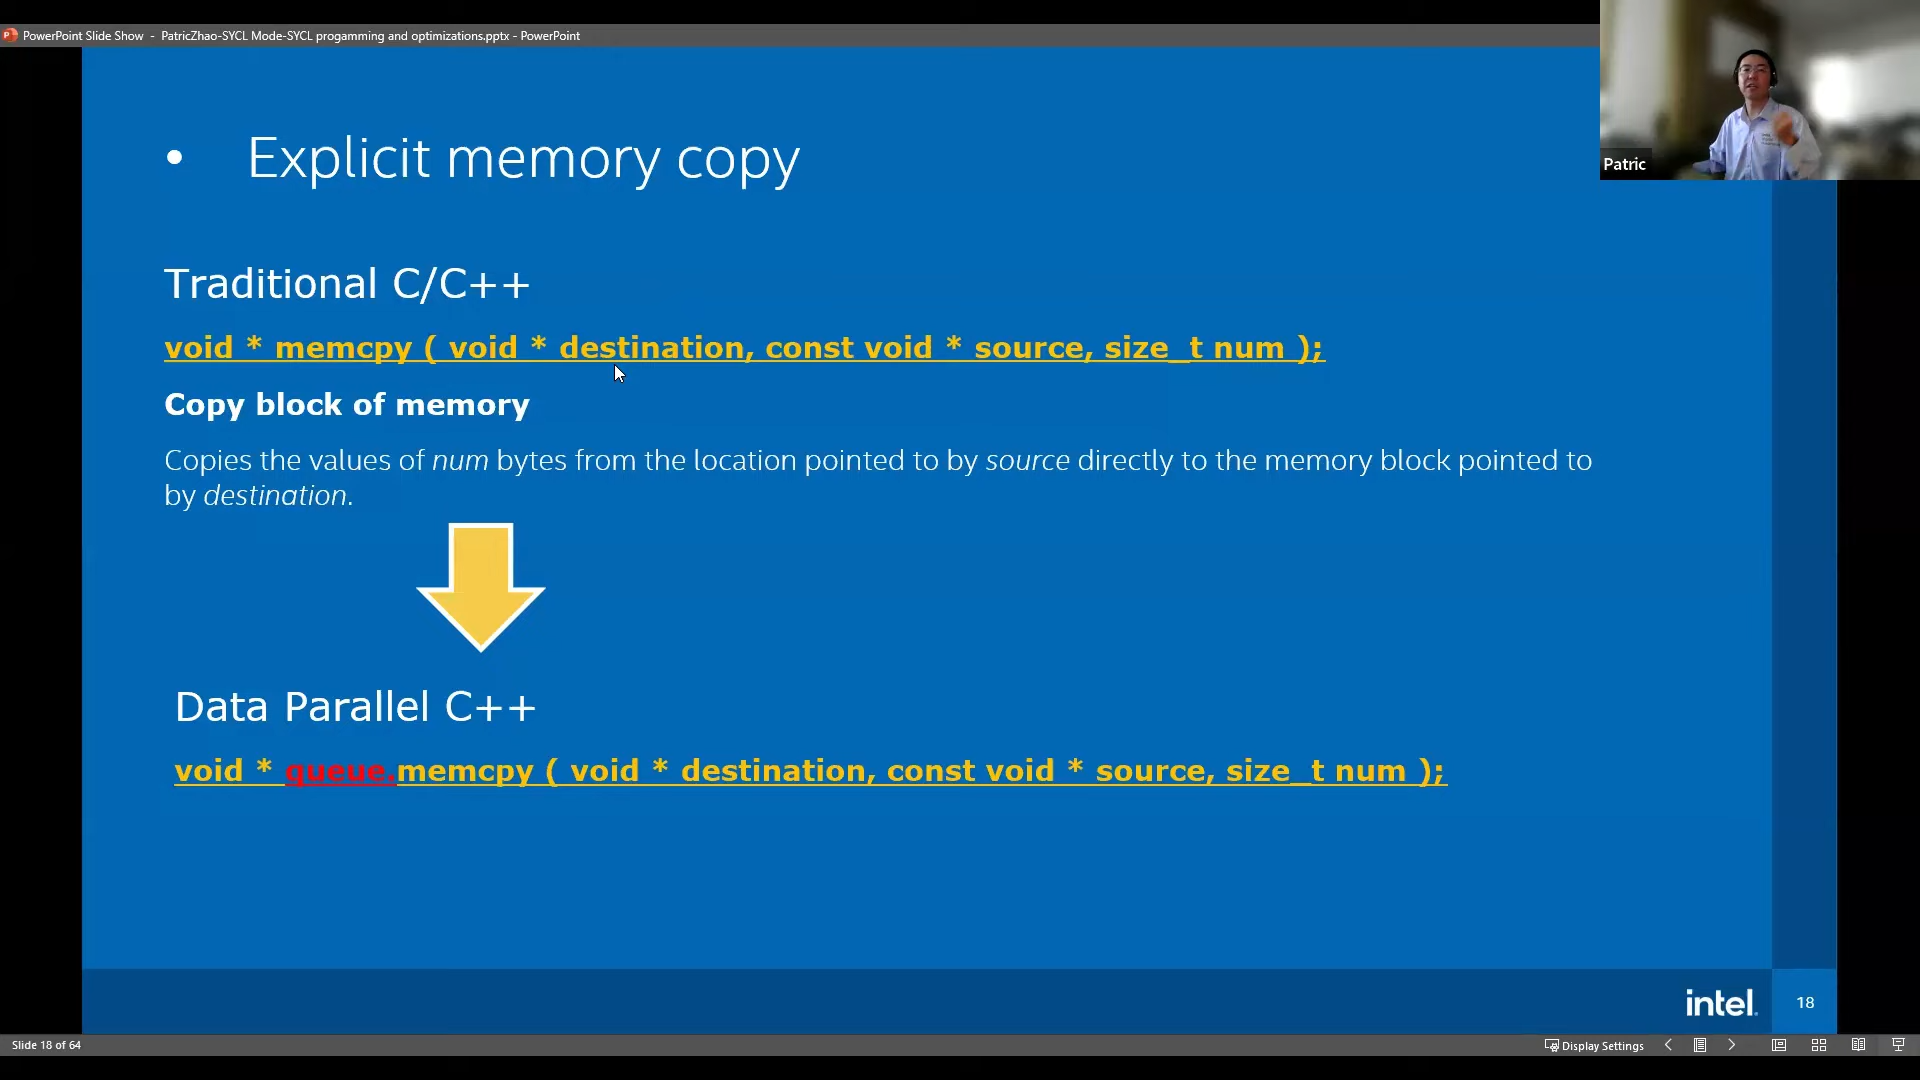 PowerPoint Slide Show - PatricZhao-SYCL Mode-SYCL progamming and optimizations.pptx - PowerPoint
Patric
• Explicit memory copy
Traditional C/C++
void * memcpy ( void * destination, const void * source, size_t num );
Copy block of memory
Copies the values of num bytes from the location pointed to by source directly to the memory block pointed to
by destination.
Data Parallel C++
void * queue.memcpy ( void * destination, const void * source, size_t num );
intel.
18
Slide 18 of 64
Display Settings